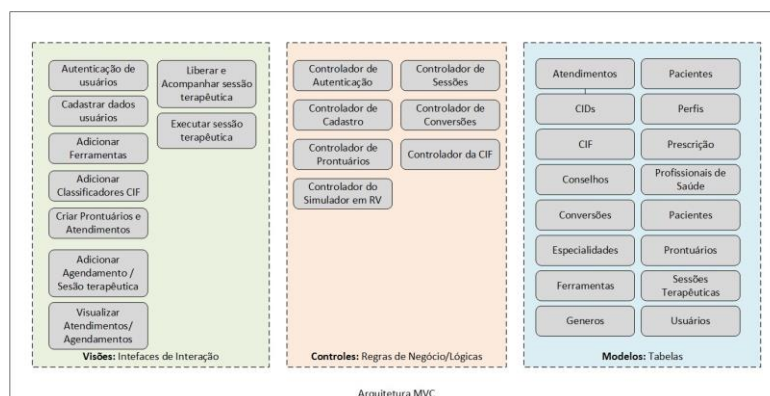 Autenticação de
usuários
Cadastrar dados
usuários
Adicionar
Ferramentas
Adicionar
Classificadores CIF
Criar Prontuários e
Atendimentos
Adicionar
Agendamento /
Sesão terapêutica
Visualizar
Atendimentos/
Agendamentos
Liberar e
Acompanhar sessão
terapêutica
Executar sessão
terapêutica
Visões: Intefaces de Interação
Controlador de
Autenticação
Controlador de
Cadastro
Controlador de
Prontuários
Controlador do
Simulador em RV
Controlador de
Sessões
Controlador de
Conversões
Controlador da CIF
Controles: Regras de Negócio/Lógicas
Atendimentos
CIDs
CIF
Conselhos
Conversões
Especialidades
Ferramentas
Generos
Pacientes
Perfis
Prescrição
Profissionais de
Saúde
Pacientes
Prontuários
Sessões
Terapêuticas
Usuários
Modelos: Tabelas
Arquitetura MVC